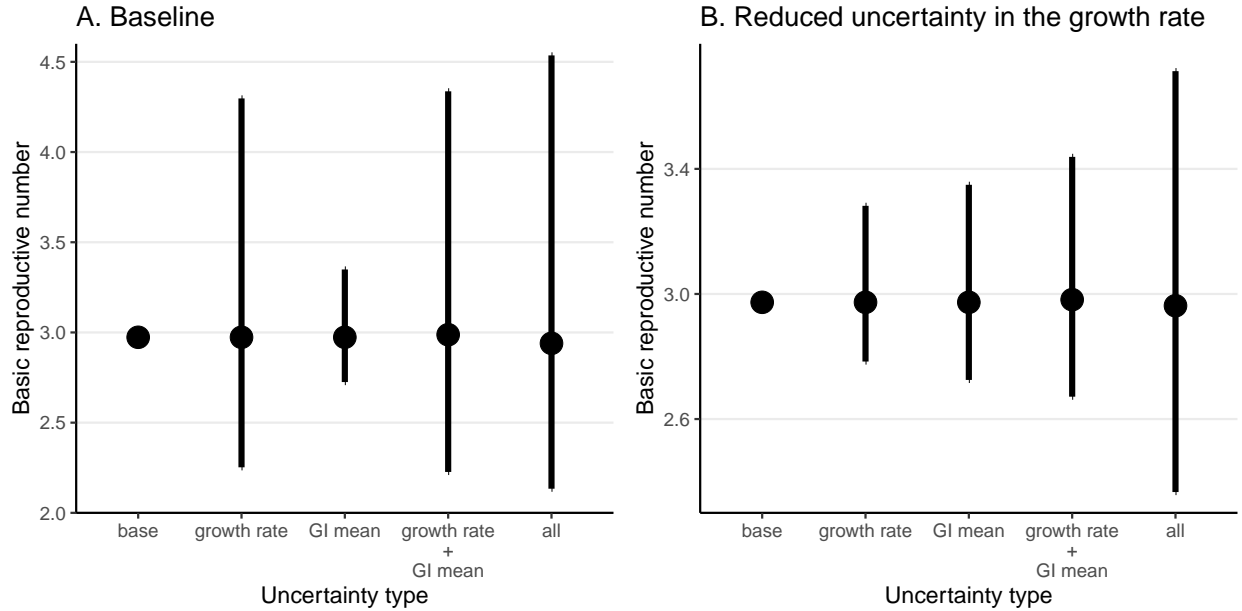 A. Baseline
Basic reproductive number
4.5
4.0
3.5
3.0
2.5
2.0
base
growth rate
GI mean
growth rate
+
GI mean
all
Uncertainty type
B. Reduced uncertainty in the growth rate
Basic reproductive number
3.4
3.0
2.6
base
growth rate
GI mean
growth rate
+
GI mean
all
Uncertainty type